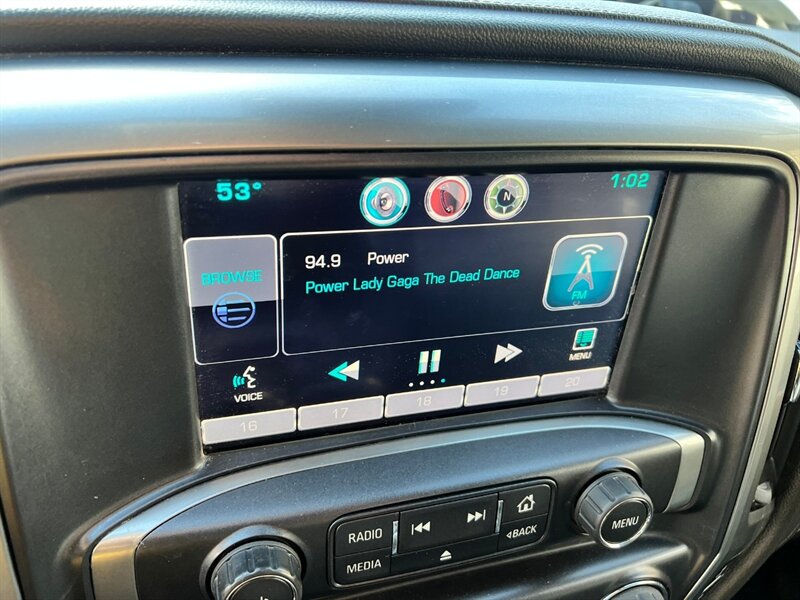 53°
N
1:02
BROWSE
94.9 Power
Power Lady Gaga The Dead Dance
FM
VOICE
MENU
16 17 18 19 20
RADIO
MEDIA
BACK
MENU